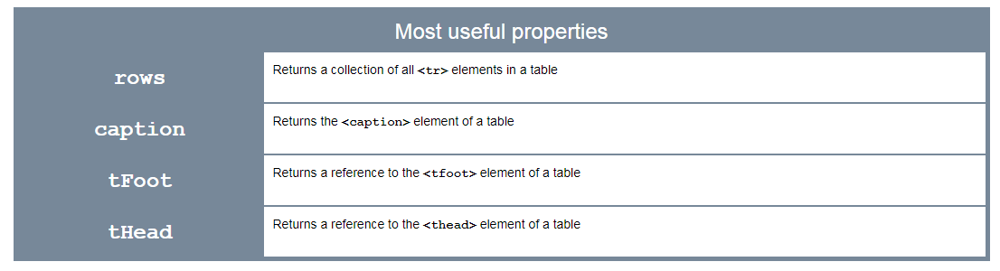 Most useful properties
rows
Returns a collection of all <tr> elements in a table
caption
Returns the <caption> element of a table
tFoot
Returns a reference to the <tfoot> element of a table
tHead
Returns a reference to the <thead> element of a table